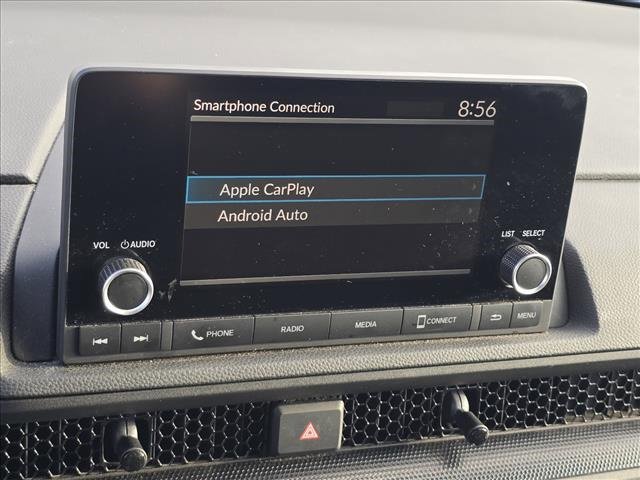 Smartphone Connection 8:56
Apple CarPlay
Android Auto
VOL AUDIO
LIST SELECT
PHONE RADIO MEDIA CONNECT MENU